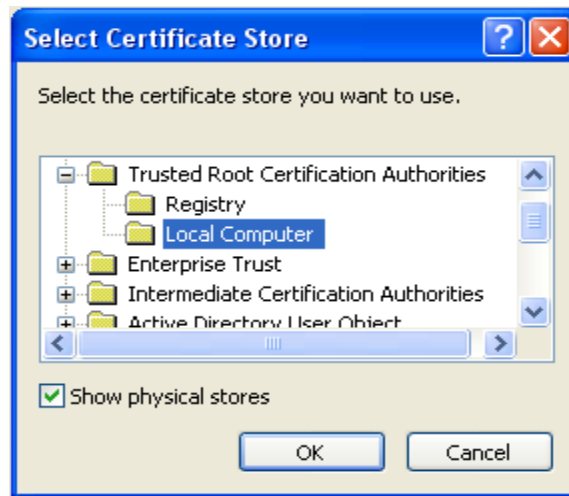 Select Certificate Store
Select the certificate store you want to use.
Trusted Root Certification Authorities
Registry
Local Computer
Enterprise Trust
Intermediate Certification Authorities
Active Directory User Object
Show physical stores
OK Cancel